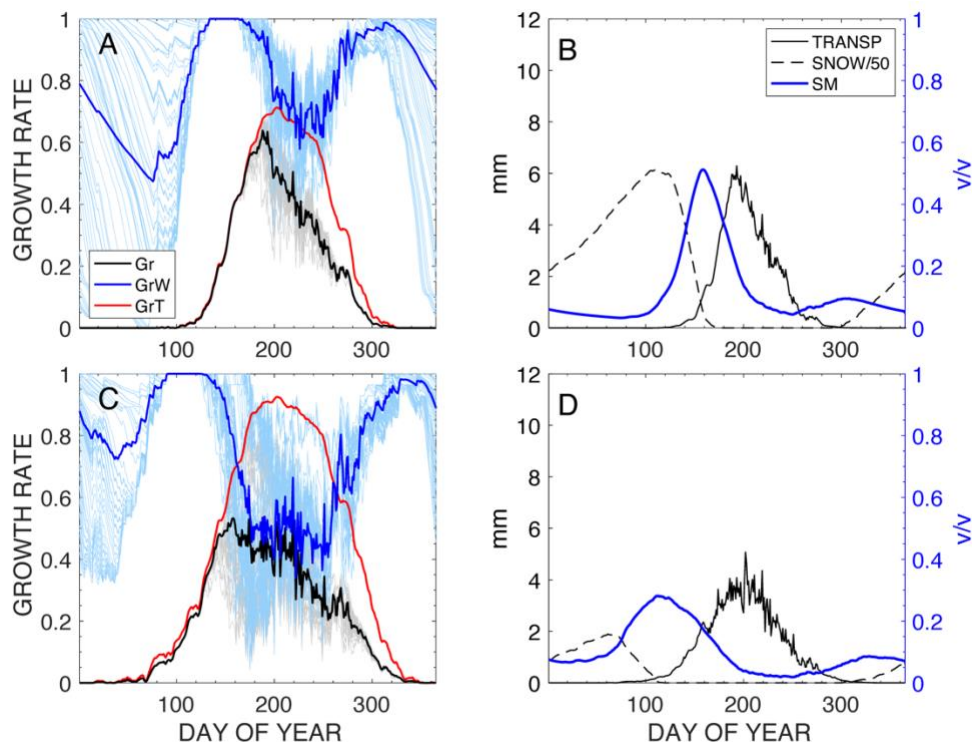 A
GROWTH RATE
1
0.8
0.6
0.4
0.2
0
100
200
300
Gr
GrW
GrT
B
mm
12
10
8
6
4
2
0
100
200
300
TRANSP
SNOW/50
SM
1
0.8
0.6
0.4
0.2
0
v/v
C
GROWTH RATE
1
0.8
0.6
0.4
0.2
0
100
200
300
DAY OF YEAR
D
mm
12
10
8
6
4
2
0
100
200
300
DAY OF YEAR
1
0.8
0.6
0.4
0.2
0
v/v